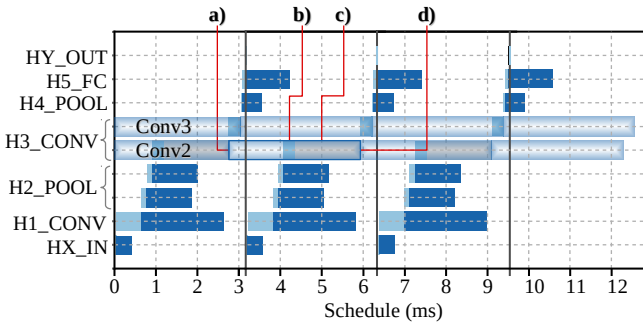 a) b) c) d)
HY_OUT
H5_FC
H4_POOL
Conv3
H3_CONV
Conv2
H2_POOL
H1_CONV
HX_IN
0 1 2 3 4 5 6 7 8 9 10 11 12
Schedule (ms)